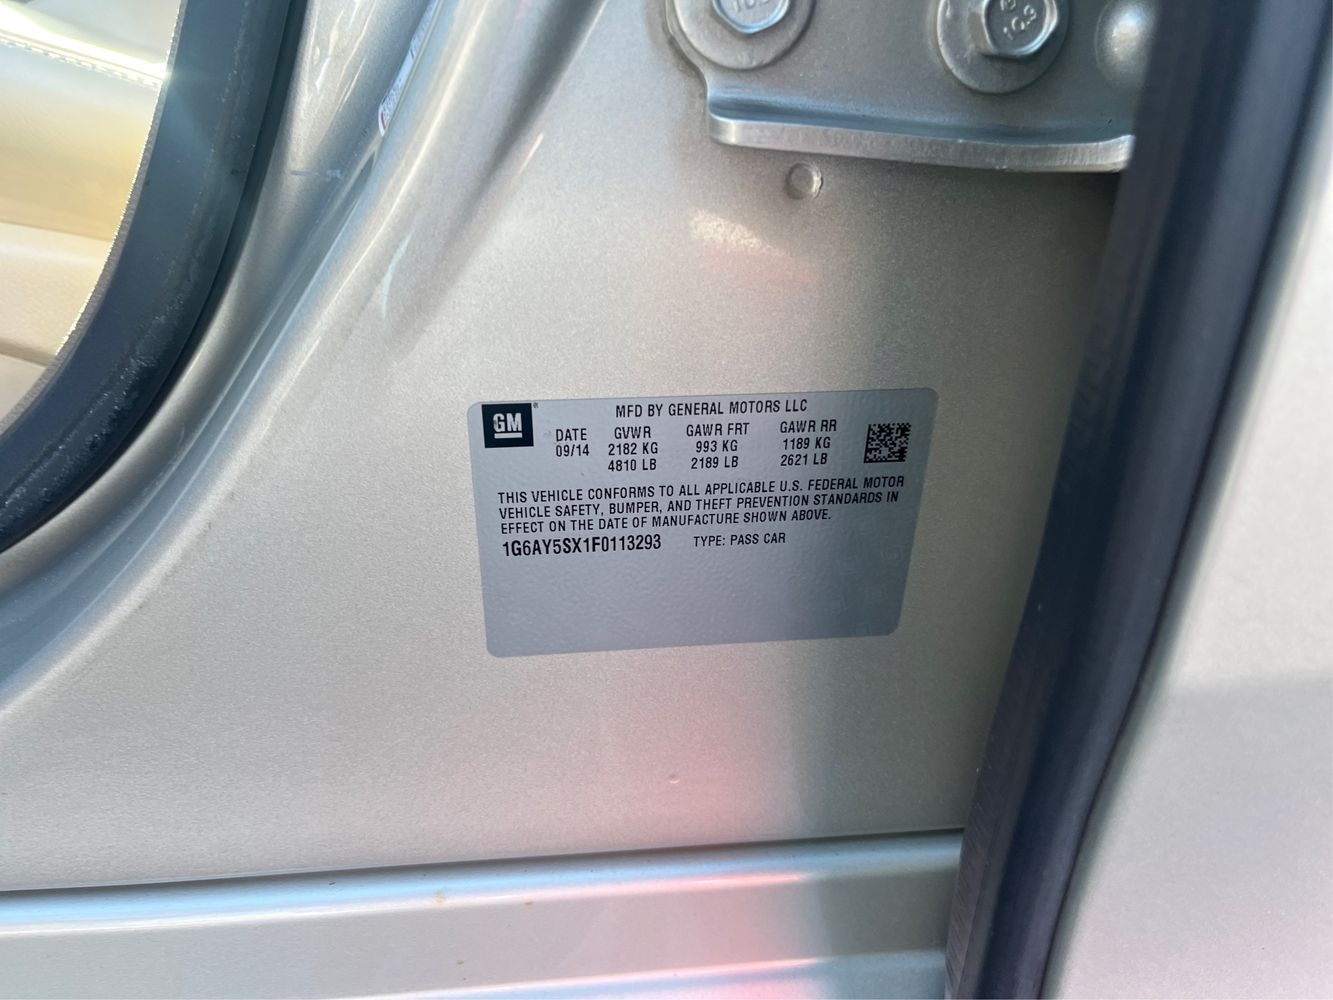 10.9
GM
MFD BY GENERAL MOTORS LLC
DATE GVWR GAWR FRT GAWR RR
09/14 2182 KG 993 KG 1189 KG
4810 LB 2189 LB 2621 LB
THIS VEHICLE CONFORMS TO ALL APPLICABLE U.S. FEDERAL MOTOR
VEHICLE SAFETY, BUMPER, AND THEFT PREVENTION STANDARDS IN
EFFECT ON THE DATE OF MANUFACTURE SHOWN ABOVE.
1G6AY5SX1F0113293 TYPE: PASS CAR